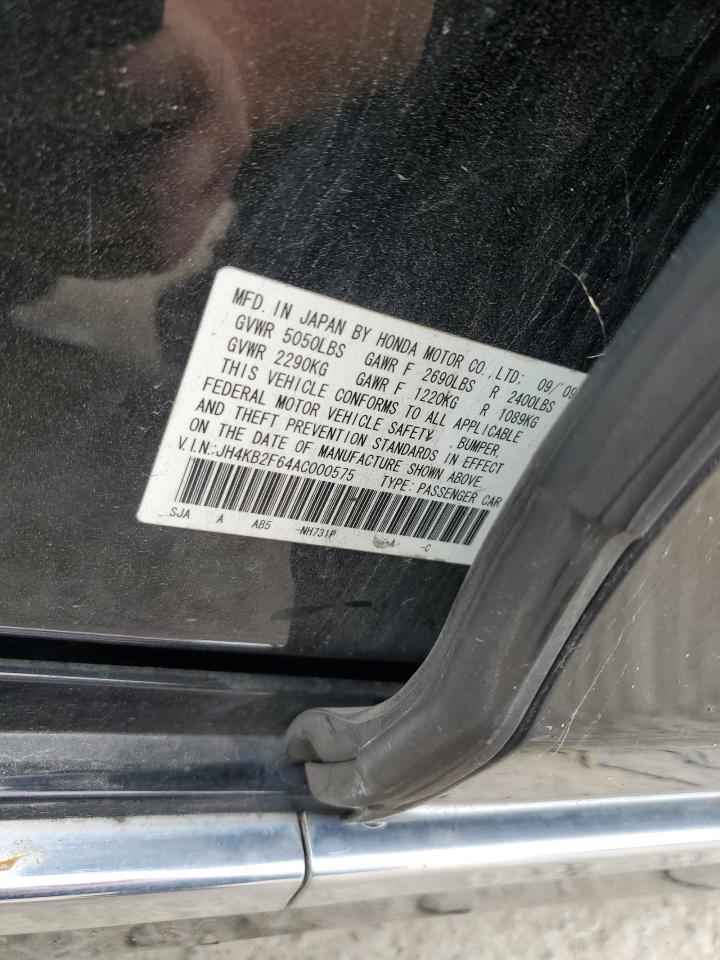 MFD. IN JAPAN BY HONDA MOTOR CO., LTD: 09/'09
GVWR 5050LBS GAWR F 2690LBS R 2400LBS
GVWR 2290KG GAWR F 1220KG R 1089KG
THIS VEHICLE CONFORMS TO ALL APPLICABLE
FEDERAL MOTOR VEHICLE SAFETY, BUMPER,
AND THEFT PREVENTION STANDARDS IN EFFECT
ON THE DATE OF MANUFACTURE SHOWN ABOVE.
V.I.N.:JH4KB2F64AC000575 TYPE: PASSENGER CAR
SJA A AB5 -NH731P -A -C